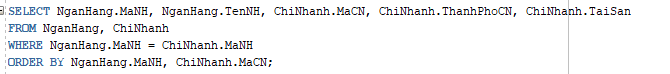 SELECT NganHang.MaNH, NganHang.TenNH, ChiNhanh.MaCN, ChiNhanh.ThanhPhoCN, ChiNhanh.TaiSan
FROM NganHang, ChiNhanh
WHERE NganHang.MaNH = ChiNhanh.MaNH
ORDER BY NganHang.MaNH, ChiNhanh.MaCN;